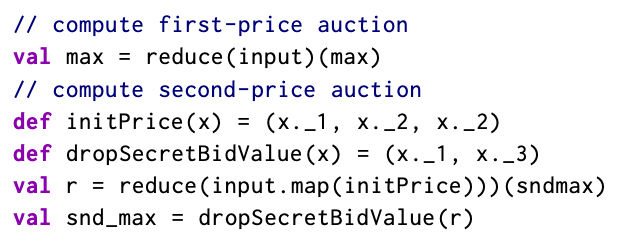 // compute first-price auction
val max = reduce(input)(max)
// compute second-price auction
def initPrice(x) = (x._1, x._2, x._2)
def dropSecretBidValue(x) = (x._1, x._3)
val r = reduce(input.map(initPrice)))(sndmax)
val snd_max = dropSecretBidValue(r)